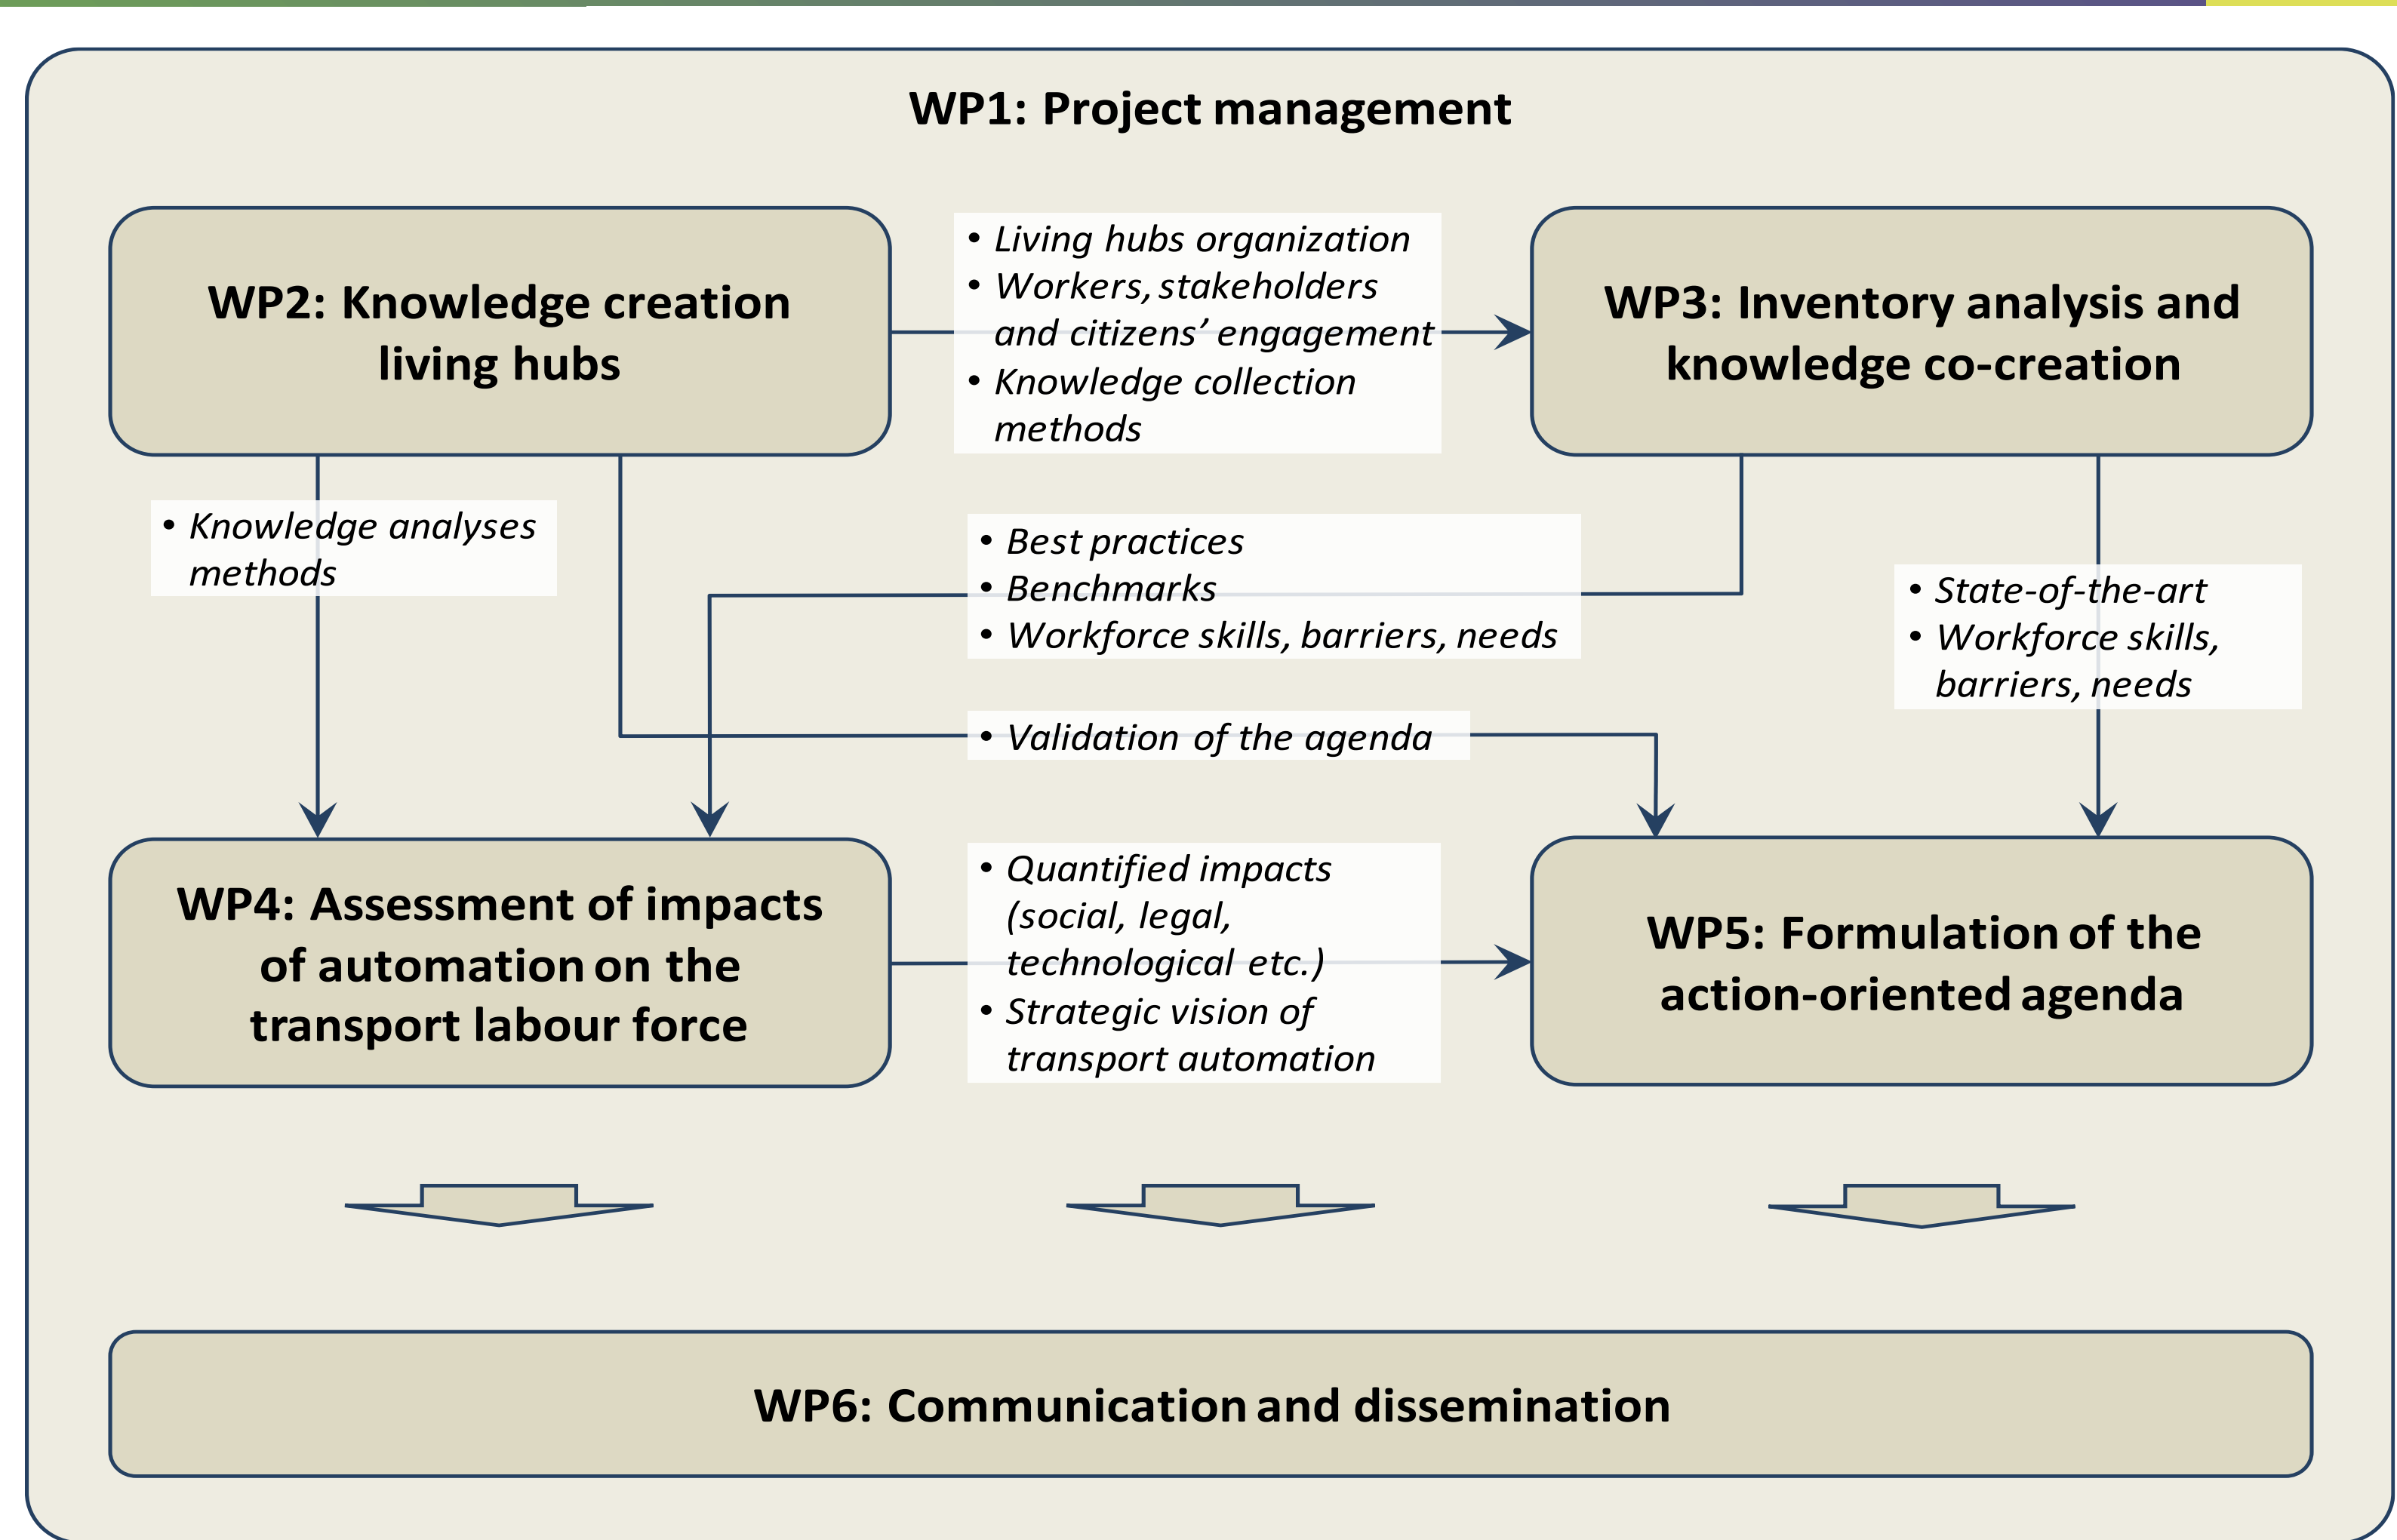 WP1: Project management
WP2: Knowledge creation
living hubs
• Living hubs organization
• Workers, stakeholders
and citizens’ engagement
• Knowledge collection
methods
WP3: Inventory analysis and
knowledge co-creation
• Knowledge analyses
methods
• Best practices
• Benchmarks
• Workforce skills, barriers, needs
• State-of-the-art
• Workforce skills,
barriers, needs
• Validation of the agenda
WP4: Assessment of impacts
of automation on the
transport labour force
• Quantified impacts
(social, legal,
technological etc.)
• Strategic vision of
transport automation
WP5: Formulation of the
action-oriented agenda
WP6: Communication and dissemination